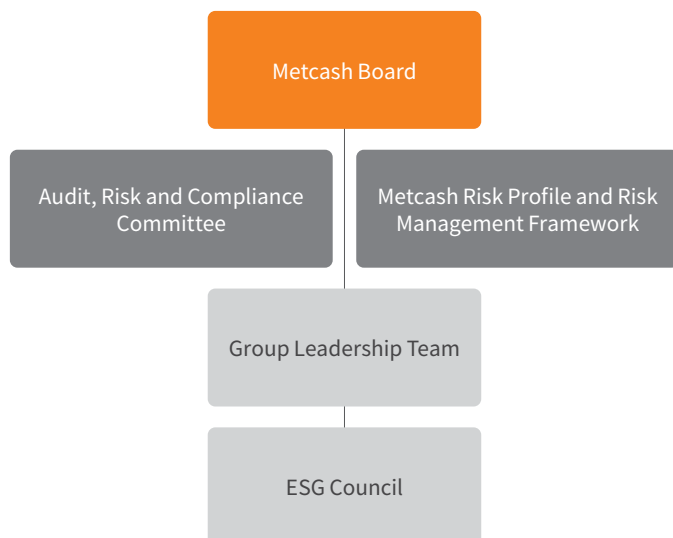 Metcash Board
Audit, Risk and Compliance
Committee
Metcash Risk Profile and Risk
Management Framework
Group Leadership Team
ESG Council